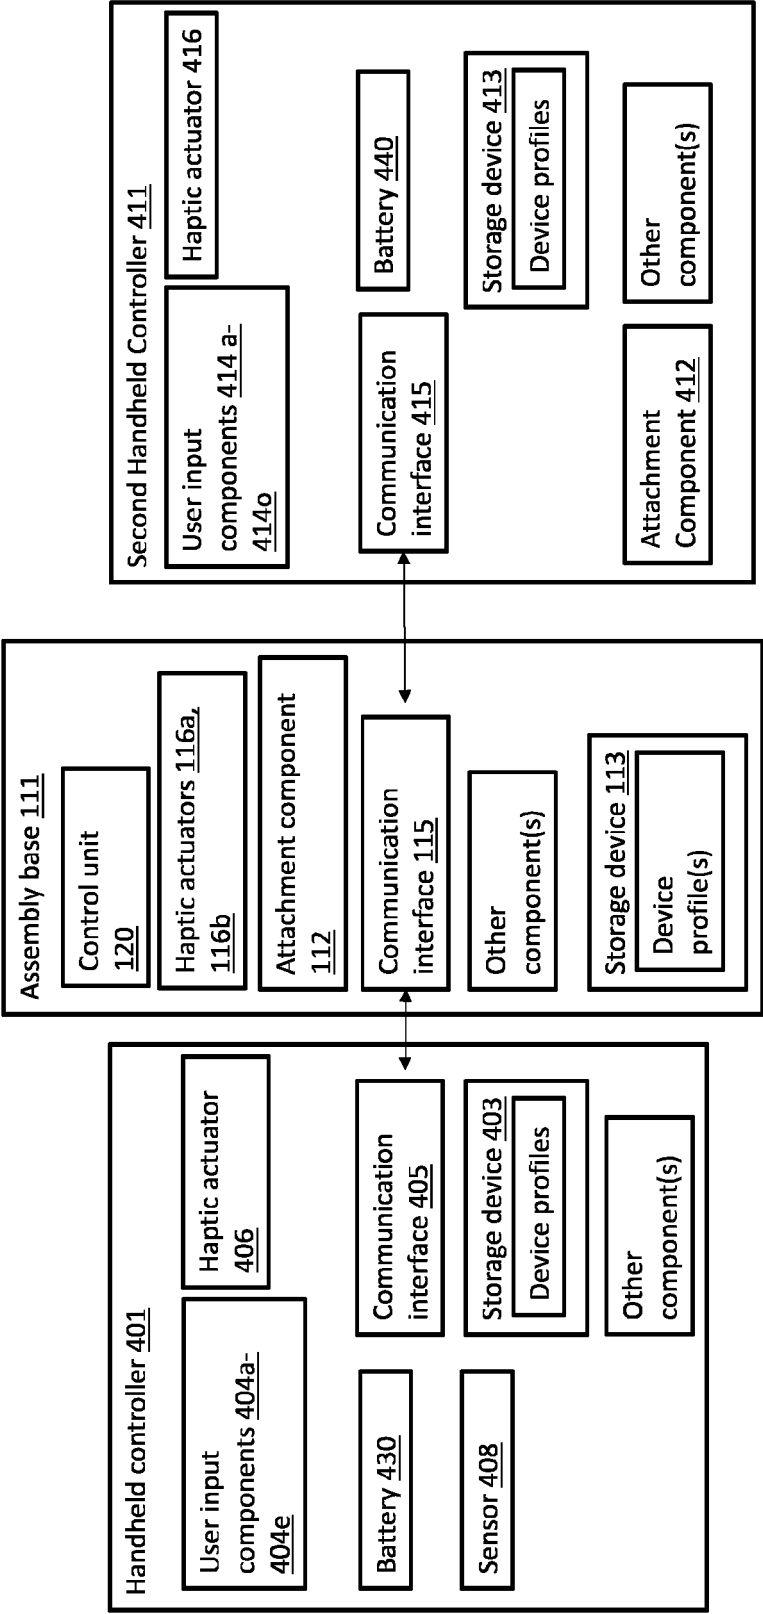 Handheld controller 401
User input
components 404a-
404e
Haptic actuator
406
Battery 430
Communication
interface 405
Sensor 408
Storage device 403
Device profiles
Other
component(s)
Assembly base 111
Control unit
120
Haptic actuators 116a,
116b
Attachment component
112
Communication
interface 115
Other
component(s)
Storage device 113
Device
profile(s)
Second Handheld Controller 411
User input
components 414 a-
414o
Haptic actuator 416
Communication
interface 415
Battery 440
Storage device 413
Device profiles
Attachment
Component 412
Other
component(s)